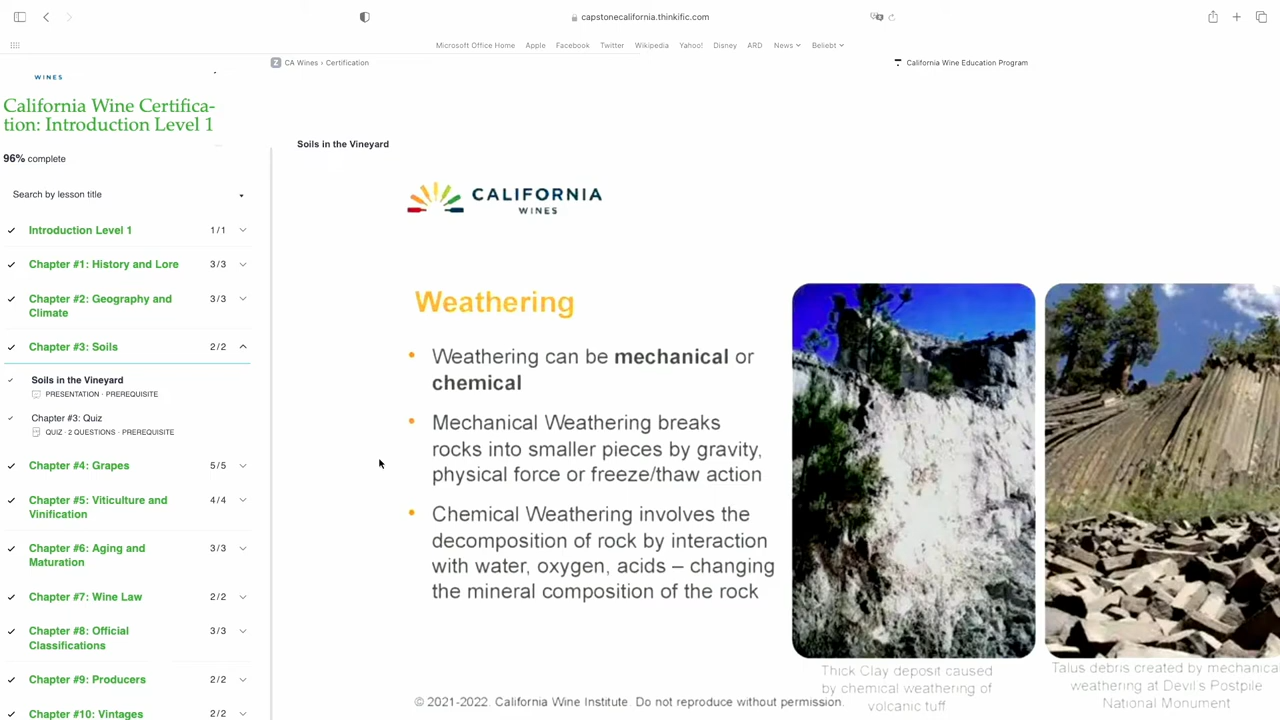 capstonecalifornia.thinkific.com
Microsoft Office Home Apple Facebook Twitter Wikipedia Yahoo! Disney ARD News Beliebt
Z CA Wines › Certification
California Wine Education Program
WINES
California Wine Certifica-
tion: Introduction Level 1
96% complete
Search by lesson title
Introduction Level 1 1/1
Chapter #1: History and Lore 3/3
Chapter #2: Geography and
Climate 3/3
Chapter #3: Soils 2/2
Soils in the Vineyard
PRESENTATION · PREREQUISITE
Chapter #3: Quiz
QUIZ · 2 QUESTIONS · PREREQUISITE
Chapter #4: Grapes 5/5
Chapter #5: Viticulture and
Vinification 4/4
Chapter #6: Aging and
Maturation 3/3
Chapter #7: Wine Law 2/2
Chapter #8: Official
Classifications 3/3
Chapter #9: Producers 2/2
Chapter #10: Vintages 2/2
Soils in the Vineyard
CALIFORNIA
WINES
Weathering
• Weathering can be mechanical or
chemical
• Mechanical Weathering breaks
rocks into smaller pieces by gravity,
physical force or freeze/thaw action
• Chemical Weathering involves the
decomposition of rock by interaction
with water, oxygen, acids – changing
the mineral composition of the rock
Thick Clay deposit caused
by chemical weathering of
volcanic tuff.
Talus debris created by mechanica
weathering at Devil's Postpile
National Monument
© 2021-2022. California Wine Institute. Do not reproduce without permission.